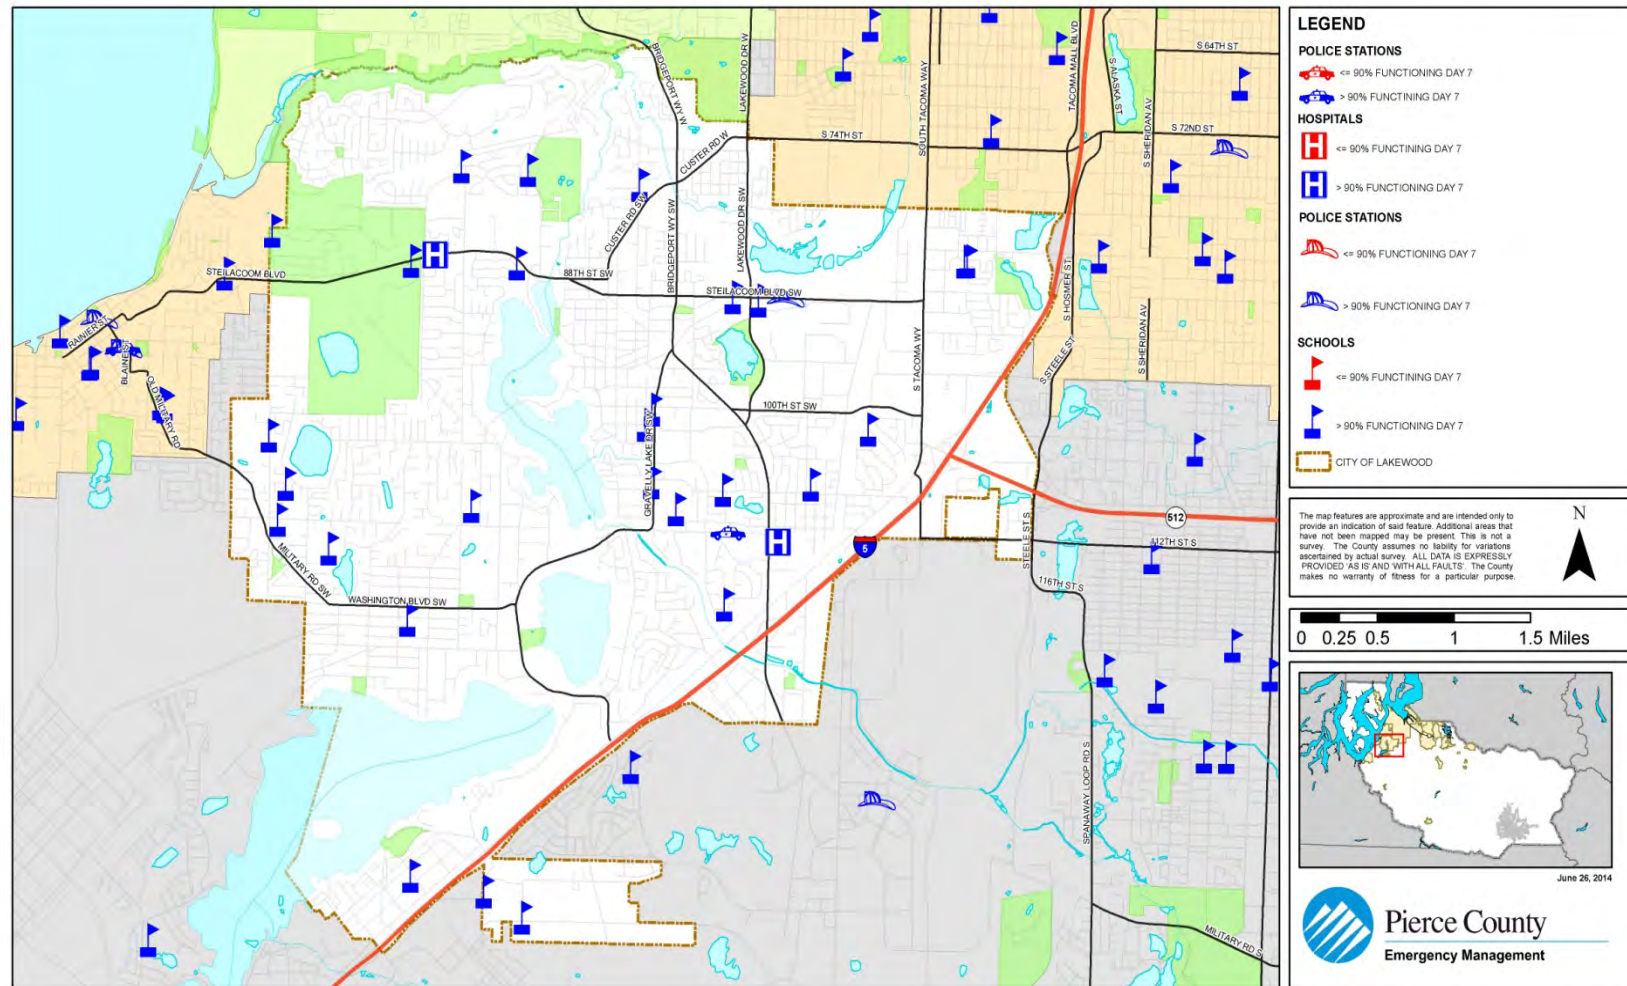 BRIDGEPORT WY W
LAKEWOOD DR W
SOUTH TACOMA WAY
TACOMA MALL BLVD
S ALASKA ST
S SHERIDAN AV
S 64TH ST
S 72ND ST
S 74TH ST
CUSTER RD W
CUSTER RD SW
BRIDGEPORT WY SW
LAKEWOOD DR SW
STEILACOOM BLVD
88TH ST SW
STEILACOOM BLVD SW
S HOSMER ST
S SHERIDAN AV
S STEELE ST
S TACOMA WY
RAINIER ST
BLAINE ST
OLD MILITARY RD
100TH ST SW
GRAVELLY LAKE DR SW
512
5
112TH ST S
STEELE ST S
116TH ST S
MILITARY RD SW
WASHINGTON BLVD SW
SPANAWAY LOOP RD S
MILITARY RD S
LEGEND
POLICE STATIONS
<= 90% FUNCTIONING DAY 7
> 90% FUNCTINING DAY 7
HOSPITALS
H <= 90% FUNCTIONING DAY 7
H > 90% FUNCTIONING DAY 7
POLICE STATIONS
<= 90% FUNCTIONING DAY 7
> 90% FUNCTIONING DAY 7
SCHOOLS
<= 90% FUNCTINING DAY 7
> 90% FUNCTIONING DAY 7
CITY OF LAKEWOOD
The map features are approximate and are intended only to
provide an indication of said feature. Additional areas that
have not been mapped may be present. This is not a
survey. The County assumes no liability for variations
ascertained by actual survey. ALL DATA IS EXPRESSLY
PROVIDED 'AS IS' AND 'WITH ALL FAULTS'. The County
makes no warranty of fitness for a particular purpose.
N
0 0.25 0.5 1 1.5 Miles
June 26, 2014
Pierce County
Emergency Management
H
H